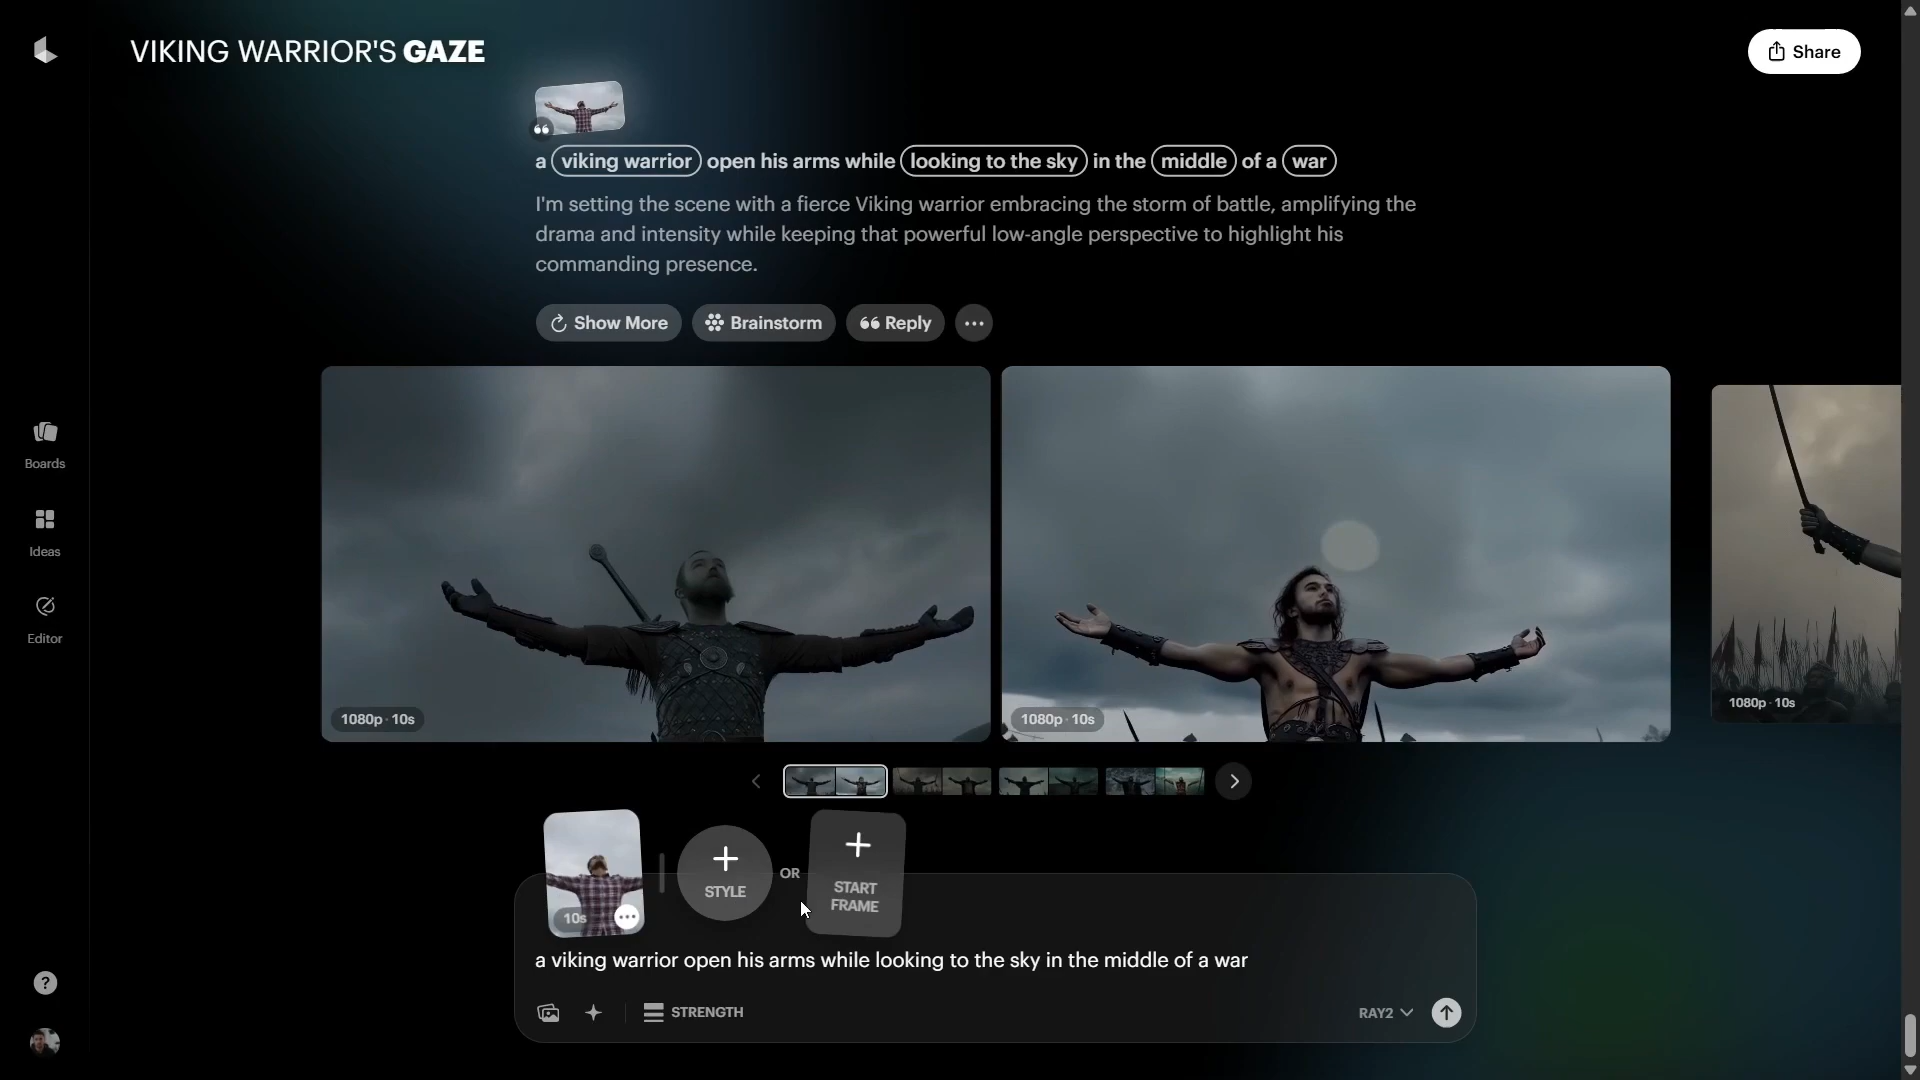 VIKING WARRIOR'S GAZE
Share
a viking warrior open his arms while looking to the sky in the middle of a war
I'm setting the scene with a fierce Viking warrior embracing the storm of battle, amplifying the
drama and intensity while keeping that powerful low-angle perspective to highlight his
commanding presence.
Show More
Brainstorm
Reply
Boards
Ideas
Editor
1080p · 10s
1080p · 10s
1080p · 10s
10s
STYLE
OR
START
FRAME
a viking warrior open his arms while looking to the sky in the middle of a war
STRENGTH
RAY2